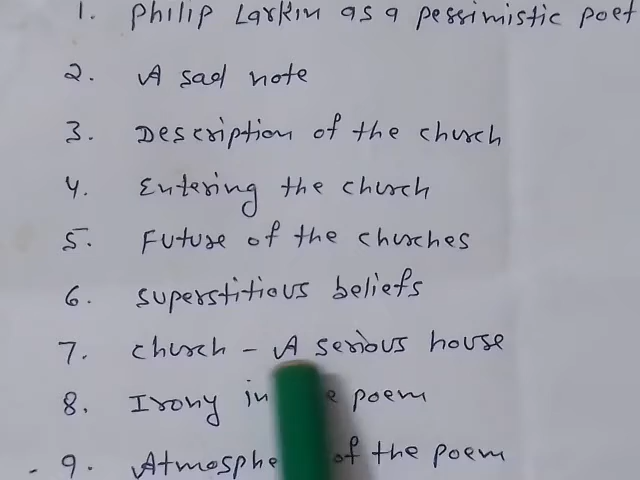 1. Philip Larkin as a pessimistic poet
2. A sad note
3. Description of the church
4. Entering the church
5. Future of the churches
6. Superstitious beliefs
7. Church - A serious house
8. Irony in poem
- 9. of the poem